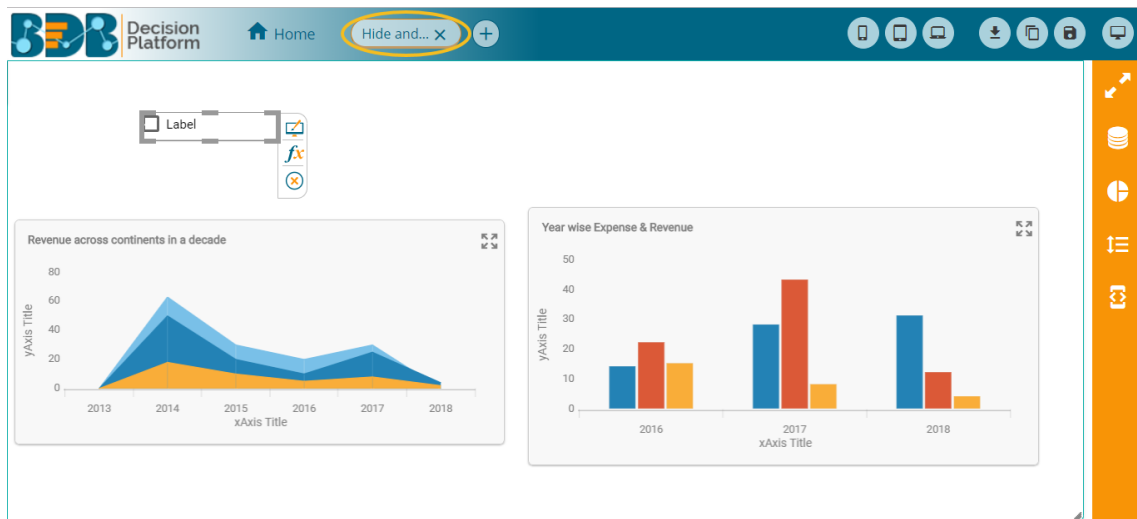 BDB Decision Platform
Home
Hide and... ×
Label
fx
Revenue across continents in a decade
80
60
40
20
0
yAxis Title
2013 2014 2015 2016 2017 2018
xAxis Title
Year wise Expense & Revenue
50
40
30
20
10
0
yAxis Title
2016 2017 2018
xAxis Title